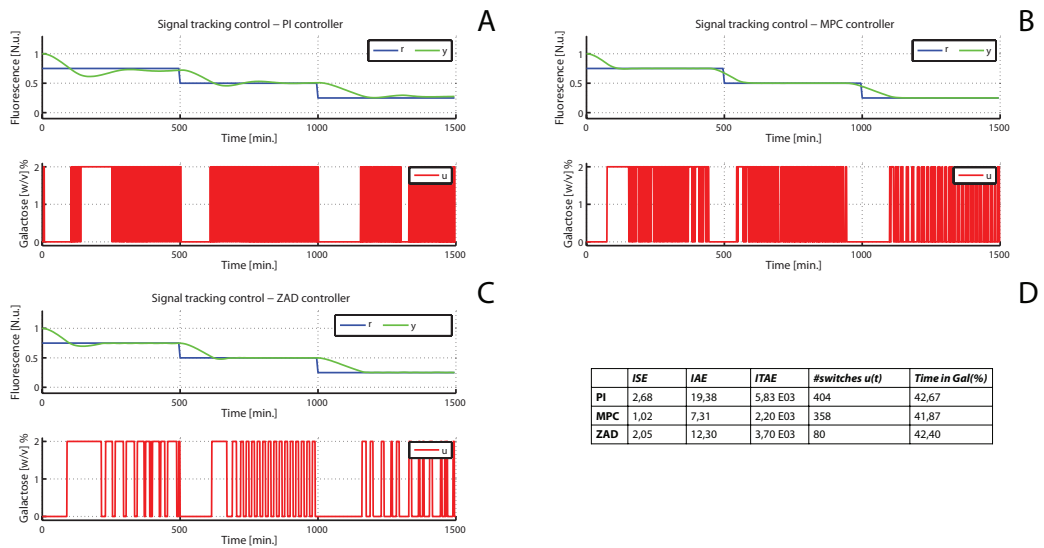 A
Signal tracking control – PI controller
r y
Fluorescence [N.u.]
1
0.5
0
0 500 1000 1500
Time [min.]
u
Galactose [w/v] %
2
1
0
0 500 1000 1500
Time [min.]
B
Signal tracking control – MPC controller
r y
Fluorescence [N.u.]
1
0.5
0
0 500 1000 1500
Time [min.]
u
Galactose [w/v] %
2
1
0
0 500 1000 1500
Time [min.]
C
Signal tracking control – ZAD controller
r y
Fluorescence [N.u.]
1
0.5
0
0 500 1000 1500
Time [min.]
u
Galactose [w/v] %
2
1
0
0 500 1000 1500
Time [min.]
D
ISE IAE ITAE #switches u(t) Time in Gal(%)
PI 2,68 19,38 5,83 E03 404 42,67
MPC 1,02 7,31 2,20 E03 358 41,87
ZAD 2,05 12,30 3,70 E03 80 42,40